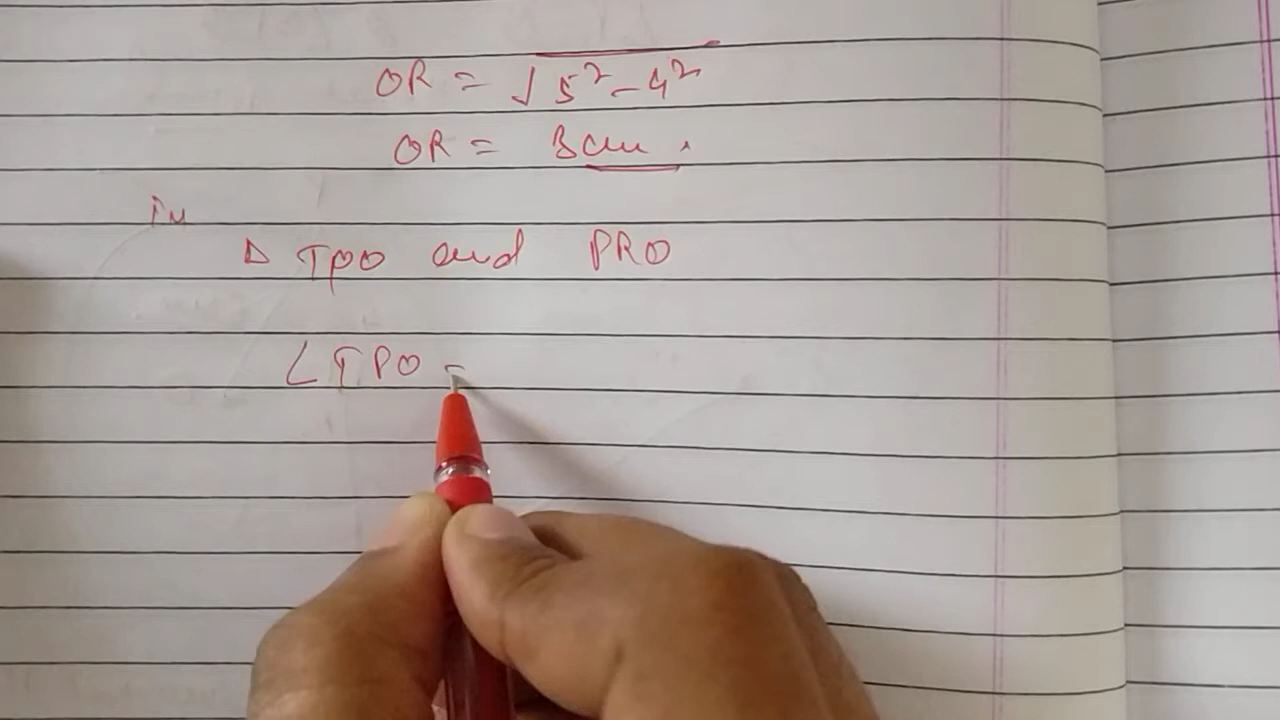 OR = √5²-4²
OR = 3cm.
in
Δ TPO and PRO
∠TPO =